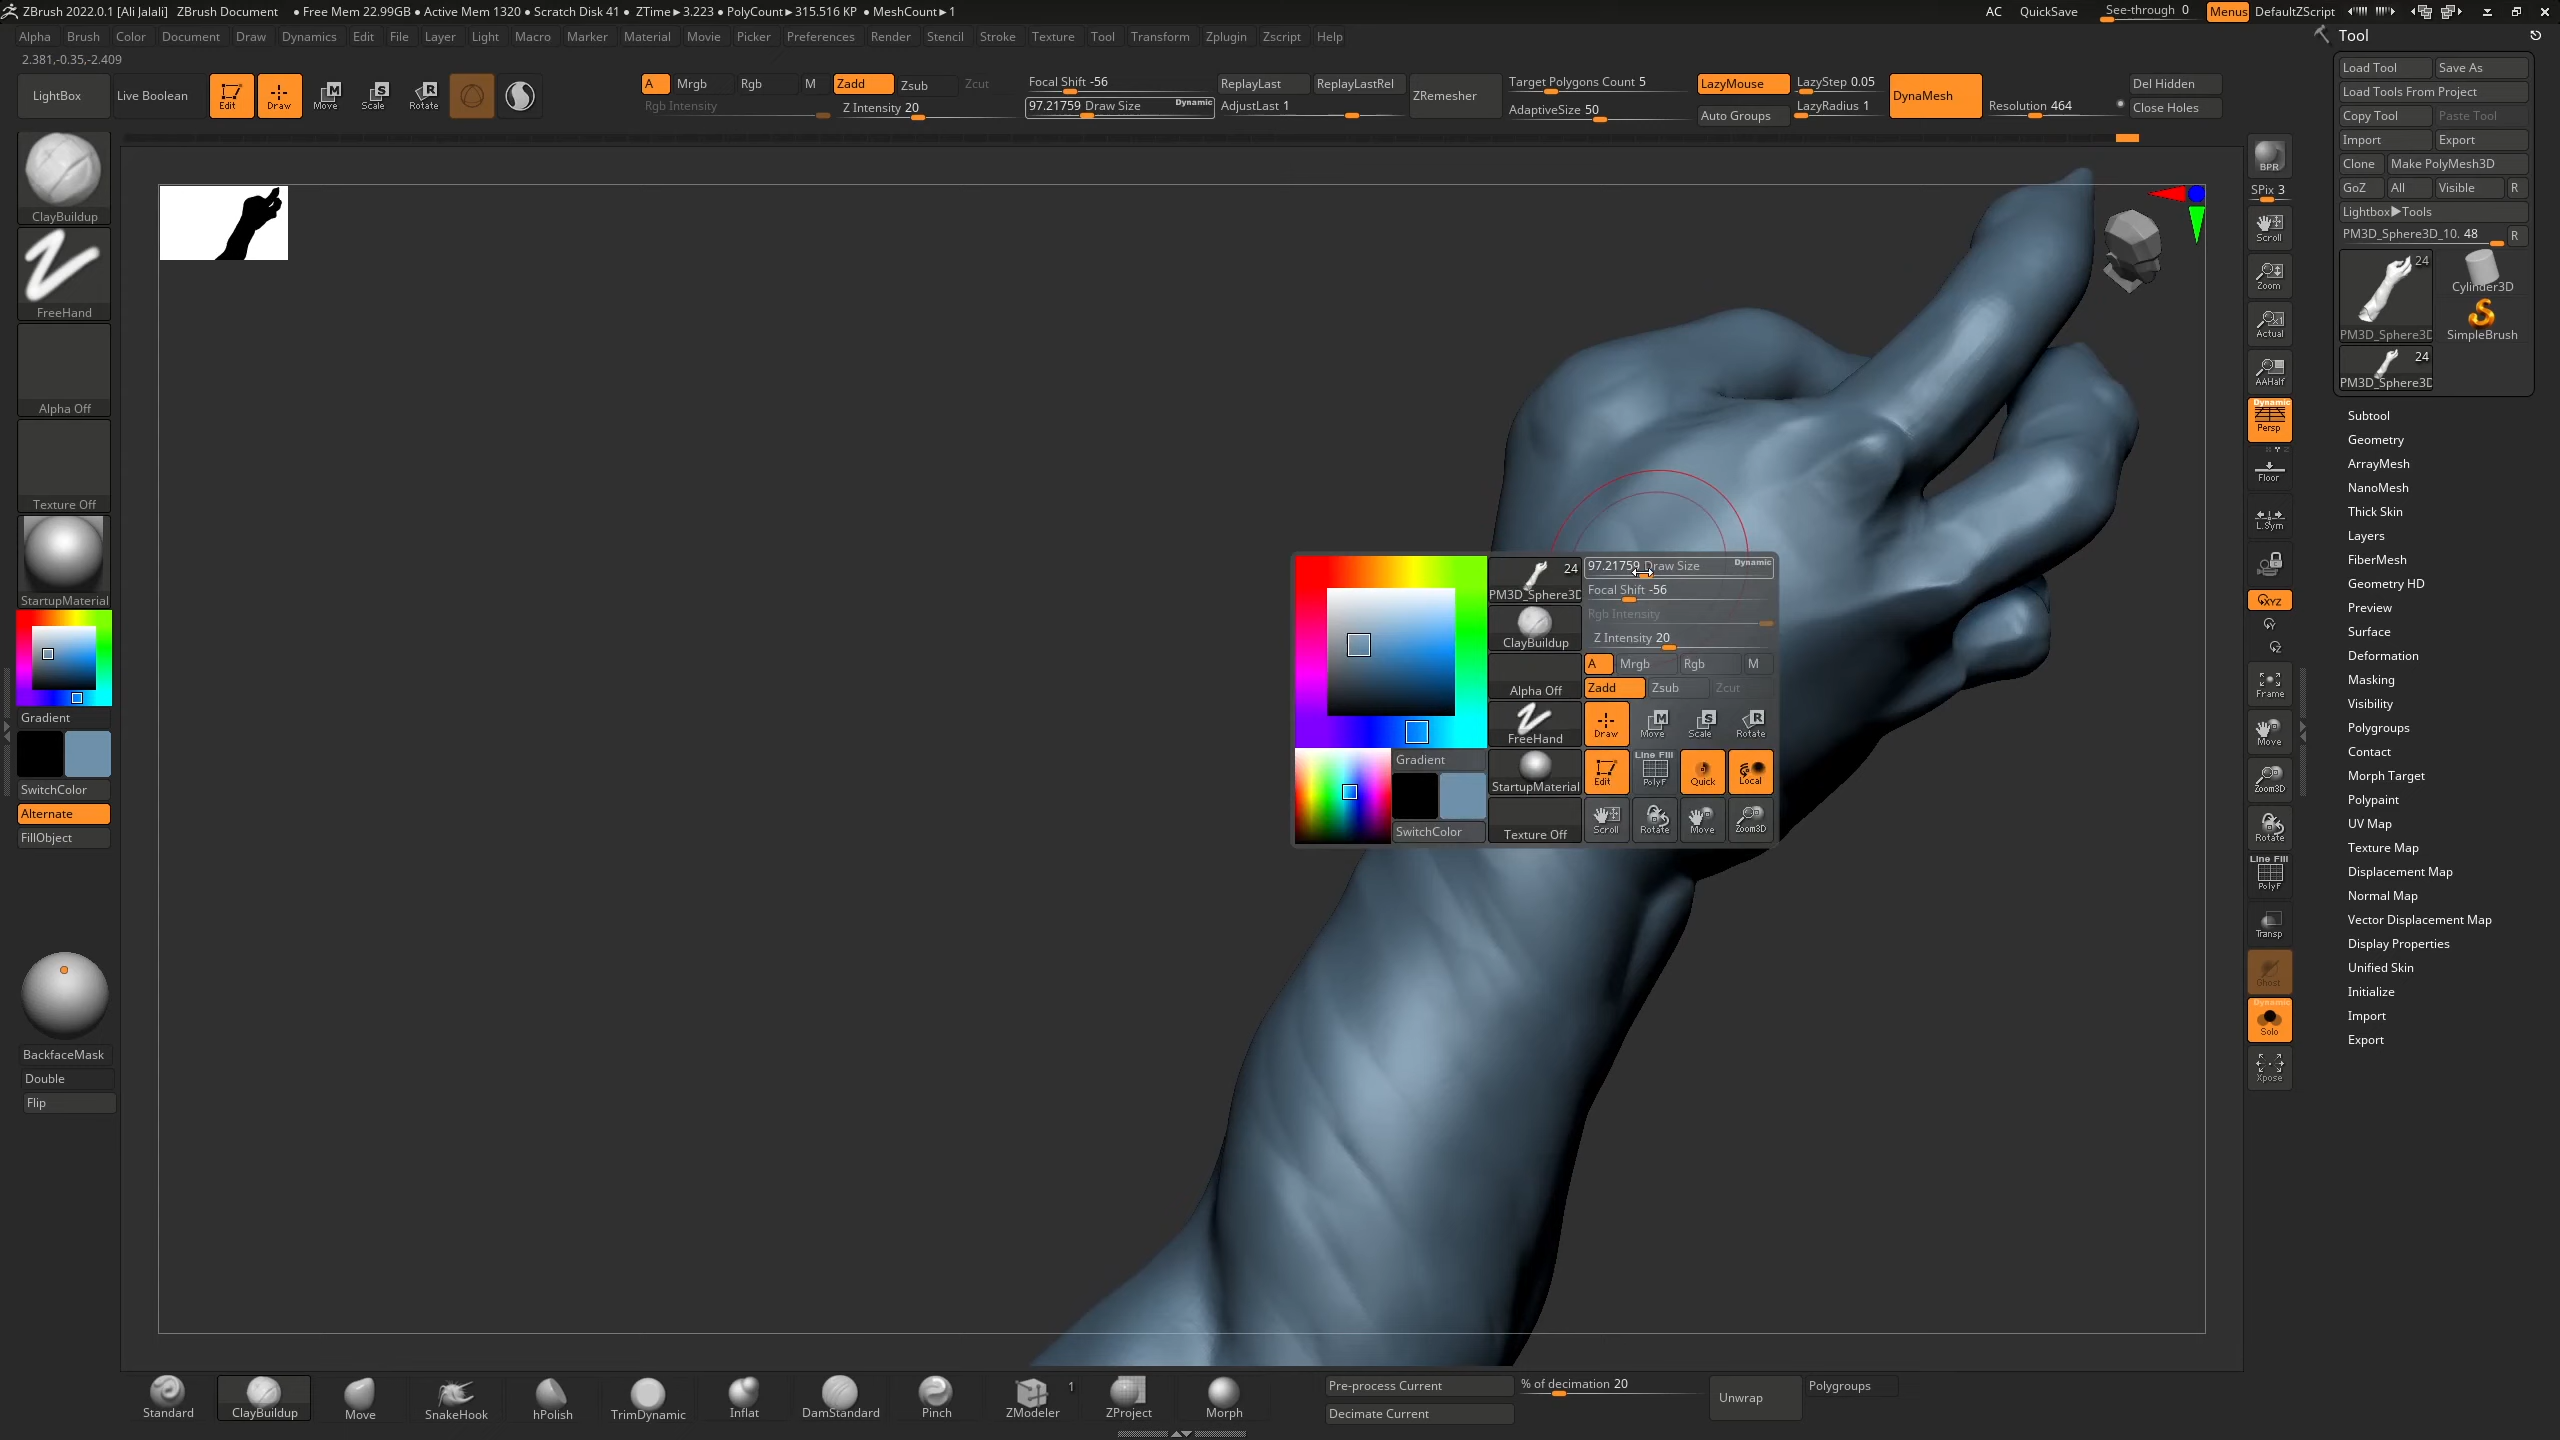 ZBrush 2022.0.1 [Ali Jalali] ZBrush Document ● Free Mem 22.99GB ● Active Mem 1320 ● Scratch Disk 41 ● ZTime►3.223 ● PolyCount►315.516 KP ● MeshCount►1 AC QuickSave See-through 0 Menus DefaultZScript
Alpha Brush Color Document Draw Dynamics Edit File Layer Light Macro Marker Material Movie Picker Preferences Render Stencil Stroke Texture Tool Transform Zplugin Zscript Help
2.381,-0.35,-2.409
LightBox Live Boolean Edit Draw Move Scale Rotate
A Mrgb Rgb M Zadd Zsub Zcut
Rgb Intensity Z Intensity 20
Focal Shift -56
97.21759 Draw Size Dynamic
ReplayLast ReplayLastRel
AdjustLast 1
ZRemesher
Target Polygons Count 5
AdaptiveSize 50
LazyMouse LazyStep 0.05
Auto Groups LazyRadius 1
DynaMesh Resolution 464
Del Hidden
Close Holes
ClayBuildup
FreeHand
Alpha Off
Texture Off
StartupMaterial
Gradient
SwitchColor
Alternate
FillObject
BackfaceMask
Double
Flip
PM3D_Sphere3D 24
ClayBuildup
Alpha Off
FreeHand
StartupMaterial
Texture Off
Gradient
SwitchColor
97.21759 Draw Size Dynamic
Focal Shift -56
Rgb Intensity
Z Intensity 20
A Mrgb Rgb M
Zadd Zsub Zcut
Draw Move Scale Rotate
Line Fill
Edit PolyF Quick Local
Scroll Rotate Move Zoom3D
BPR
SPix 3
Scroll
Zoom
Actual
AAHalf
Dynamic
Persp
Floor
L.Sym
XYZ
Y
Z
Frame
Move
Zoom3D
Rotate
Line Fill
PolyF
Transp
Ghost
Dynamic
Solo
Xpose
Tool
Load Tool Save As
Load Tools From Project
Copy Tool Paste Tool
Import Export
Clone Make PolyMesh3D
GoZ All Visible R
Lightbox►Tools
PM3D_Sphere3D_10. 48 R
24
PM3D_Sphere3D
Cylinder3D
SimpleBrush
24
PM3D_Sphere3D
Subtool
Geometry
ArrayMesh
NanoMesh
Thick Skin
Layers
FiberMesh
Geometry HD
Preview
Surface
Deformation
Masking
Visibility
Polygroups
Contact
Morph Target
Polypaint
UV Map
Texture Map
Displacement Map
Normal Map
Vector Displacement Map
Display Properties
Unified Skin
Initialize
Import
Export
Standard ClayBuildup Move SnakeHook hPolish TrimDynamic Inflat DamStandard Pinch ZModeler 1 ZProject Morph
Pre-process Current
Decimate Current
% of decimation 20
Unwrap
Polygroups